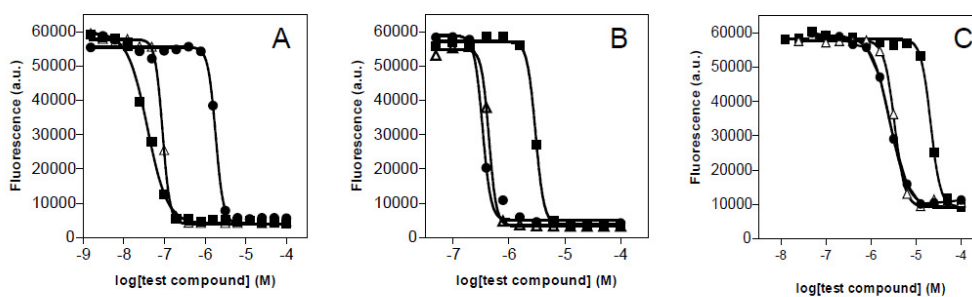 A
B
C
Fluorescence (a.u.)
60000
50000
40000
30000
20000
10000
0
-9 -8 -7 -6 -5 -4
log[test compound] (M)
Fluorescence (a.u.)
60000
50000
40000
30000
20000
10000
0
-7 -6 -5 -4
log[test compound] (M)
Fluorescence (a.u.)
70000
60000
50000
40000
30000
20000
10000
0
-8 -7 -6 -5 -4
log[test compound] (M)